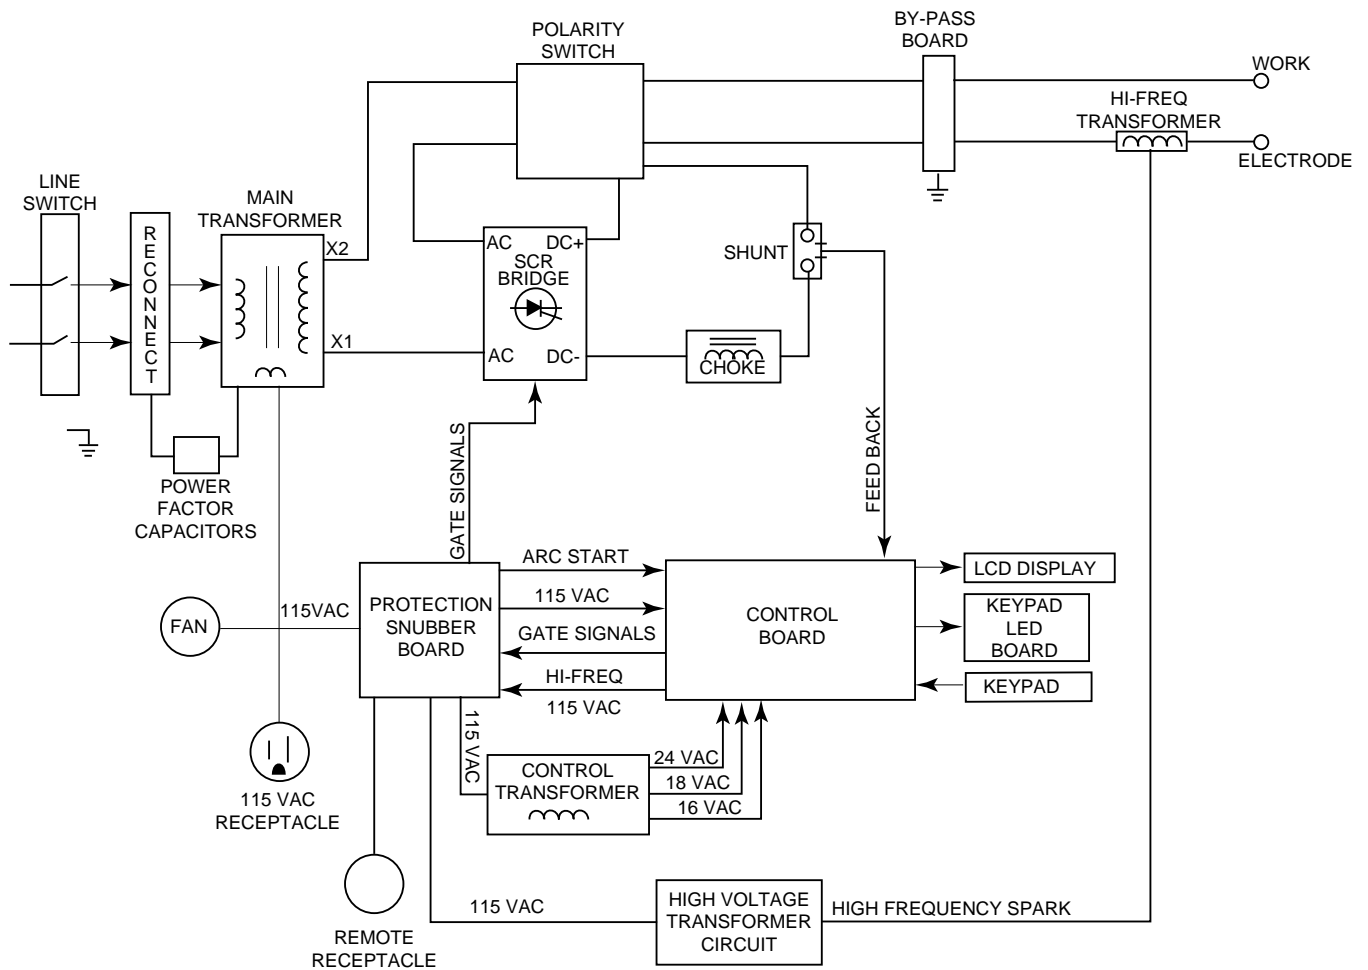 POLARITY
SWITCH
BY-PASS
BOARD
WORK
HI-FREQ
TRANSFORMER
ELECTRODE
LINE
SWITCH
MAIN
TRANSFORMER
RECONNECT
X2
X1
AC
DC+
SCR
BRIDGE
AC
DC-
SHUNT
CHOKE
POWER
FACTOR
CAPACITORS
GATE SIGNALS
FEED BACK
FAN
115VAC
PROTECTION
SNUBBER
BOARD
ARC START
115 VAC
GATE SIGNALS
HI-FREQ
115 VAC
CONTROL
BOARD
LCD DISPLAY
KEYPAD
LED
BOARD
KEYPAD
115 VAC
RECEPTACLE
115 VAC
CONTROL
TRANSFORMER
24 VAC
18 VAC
16 VAC
REMOTE
RECEPTACLE
115 VAC
HIGH VOLTAGE
TRANSFORMER
CIRCUIT
HIGH FREQUENCY SPARK